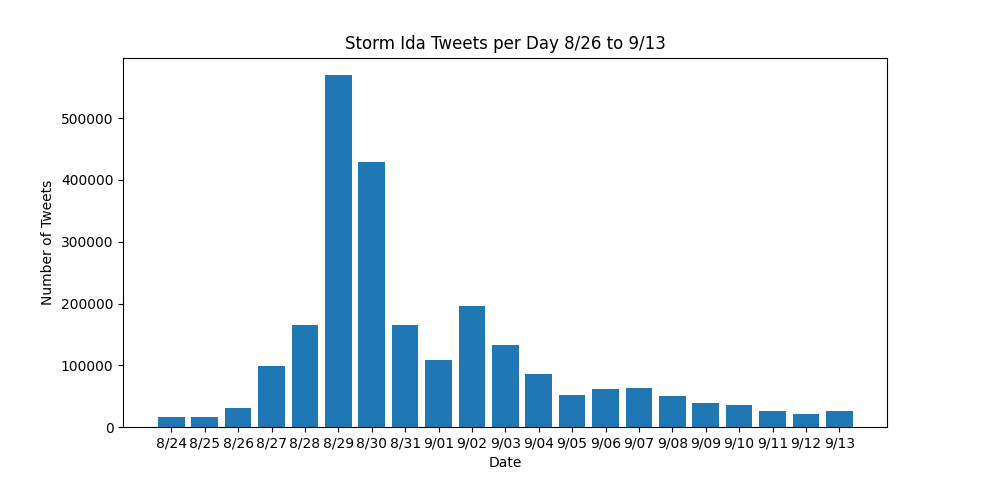 Storm Ida Tweets per Day 8/26 to 9/13
Number of Tweets
500000
400000
300000
200000
100000
0
8/24 8/25 8/26 8/27 8/28 8/29 8/30 8/31 9/01 9/02 9/03 9/04 9/05 9/06 9/07 9/08 9/09 9/10 9/11 9/12 9/13
Date